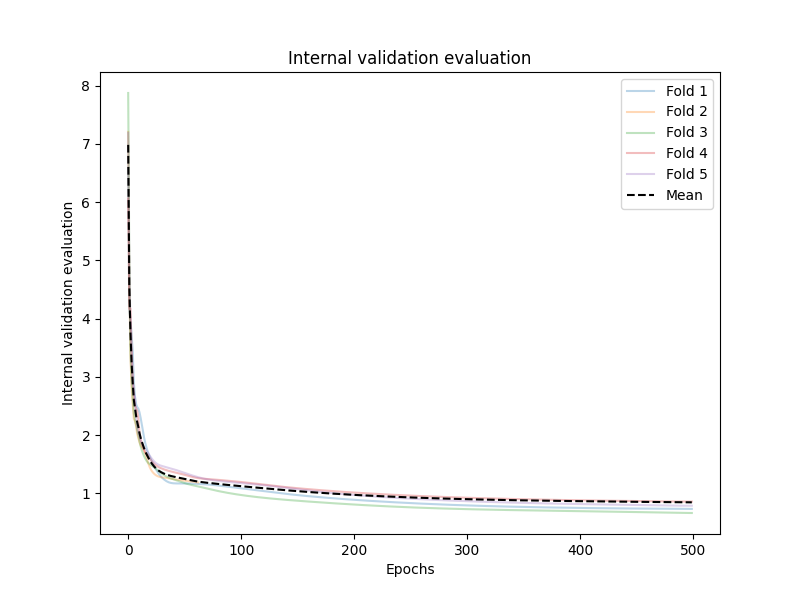 Internal validation evaluation
Internal validation evaluation
8
7
6
5
4
3
2
1
0
100
200
300
400
500
Epochs
Fold 1
Fold 2
Fold 3
Fold 4
Fold 5
Mean